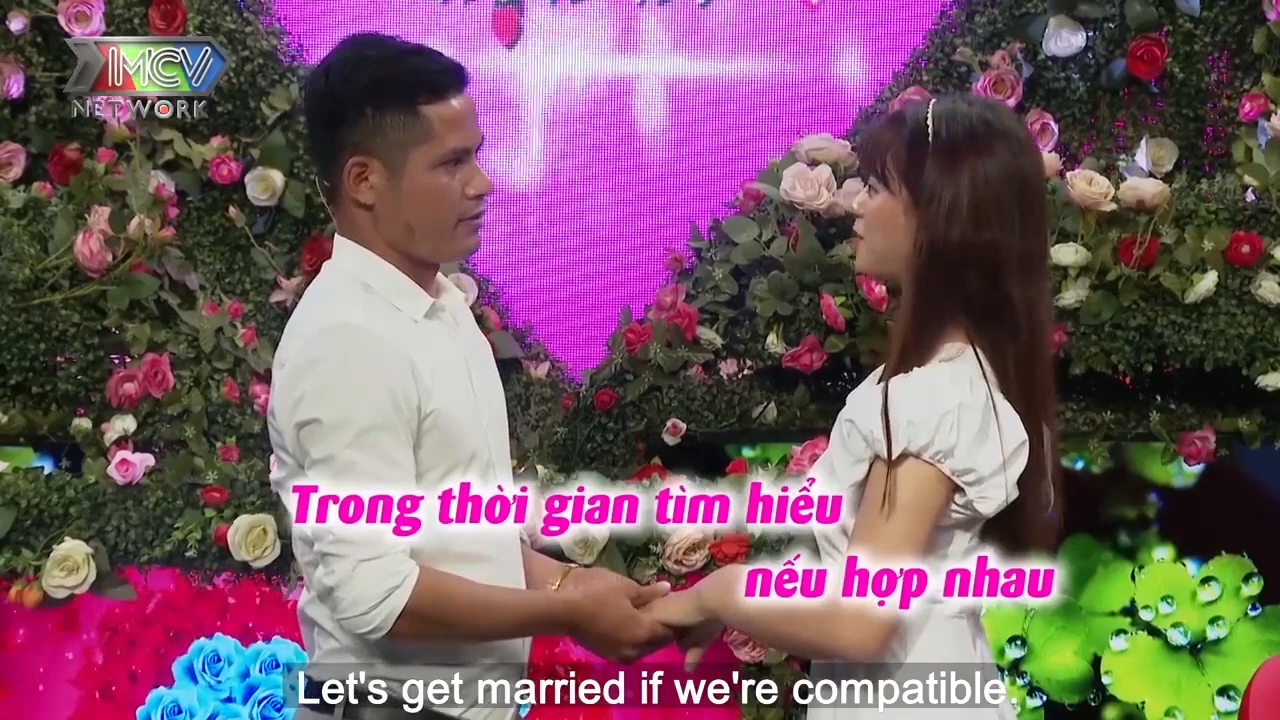 MCV
NETWORK
Trong thời gian tìm hiểu
nếu hợp nhau
Let's get married if we're compatible.